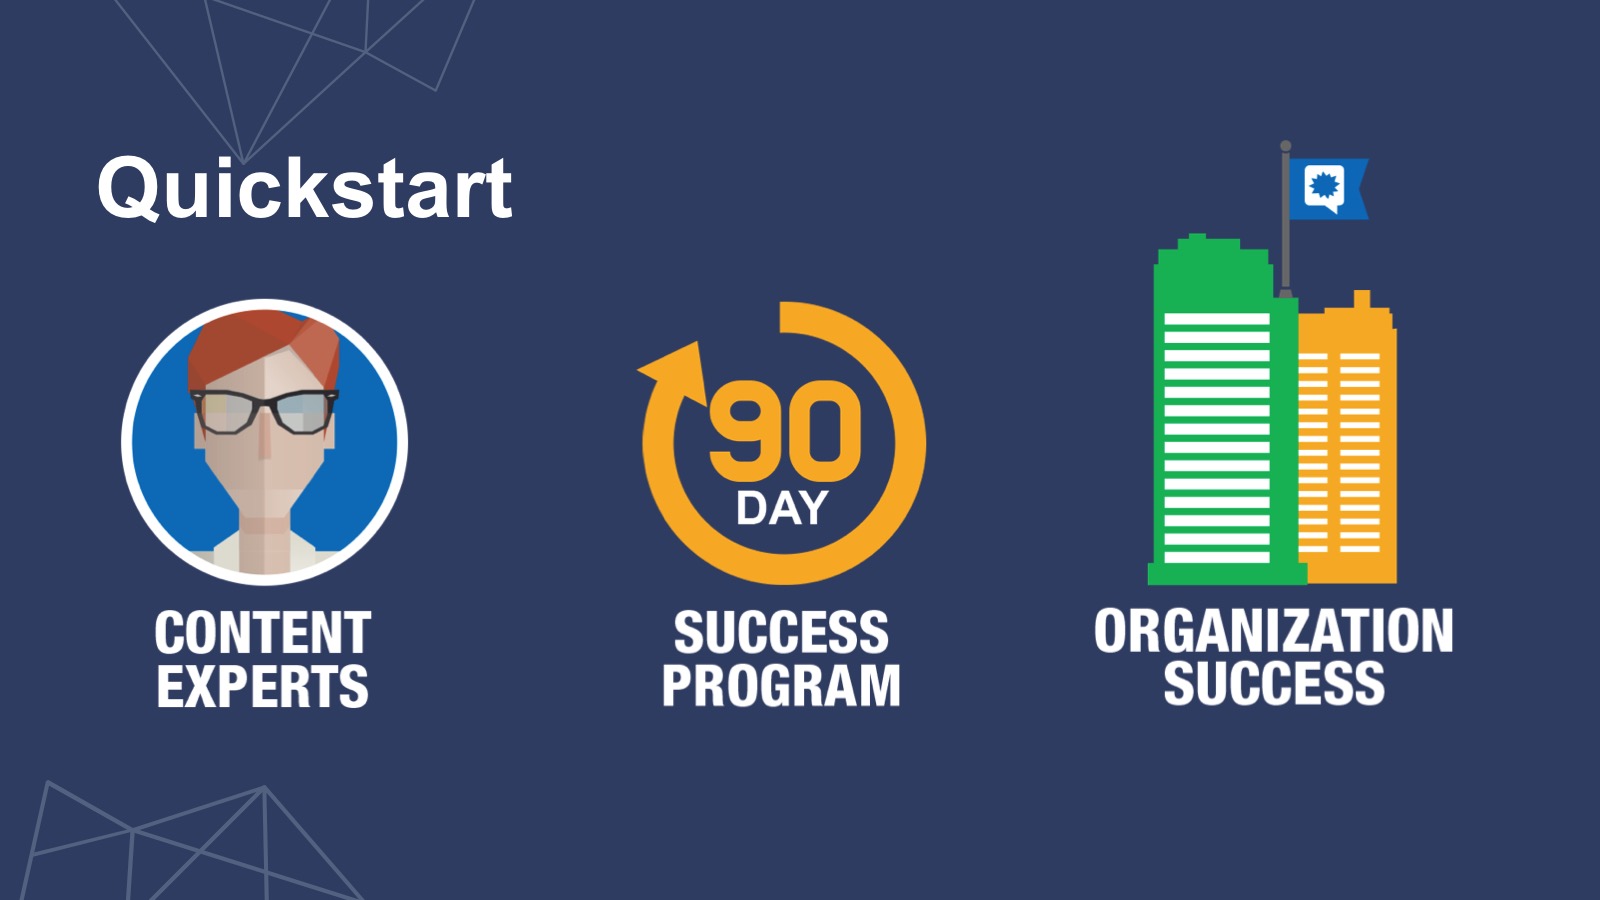 Quickstart
CONTENT
EXPERTS
90
DAY
SUCCESS
PROGRAM
ORGANIZATION
SUCCESS